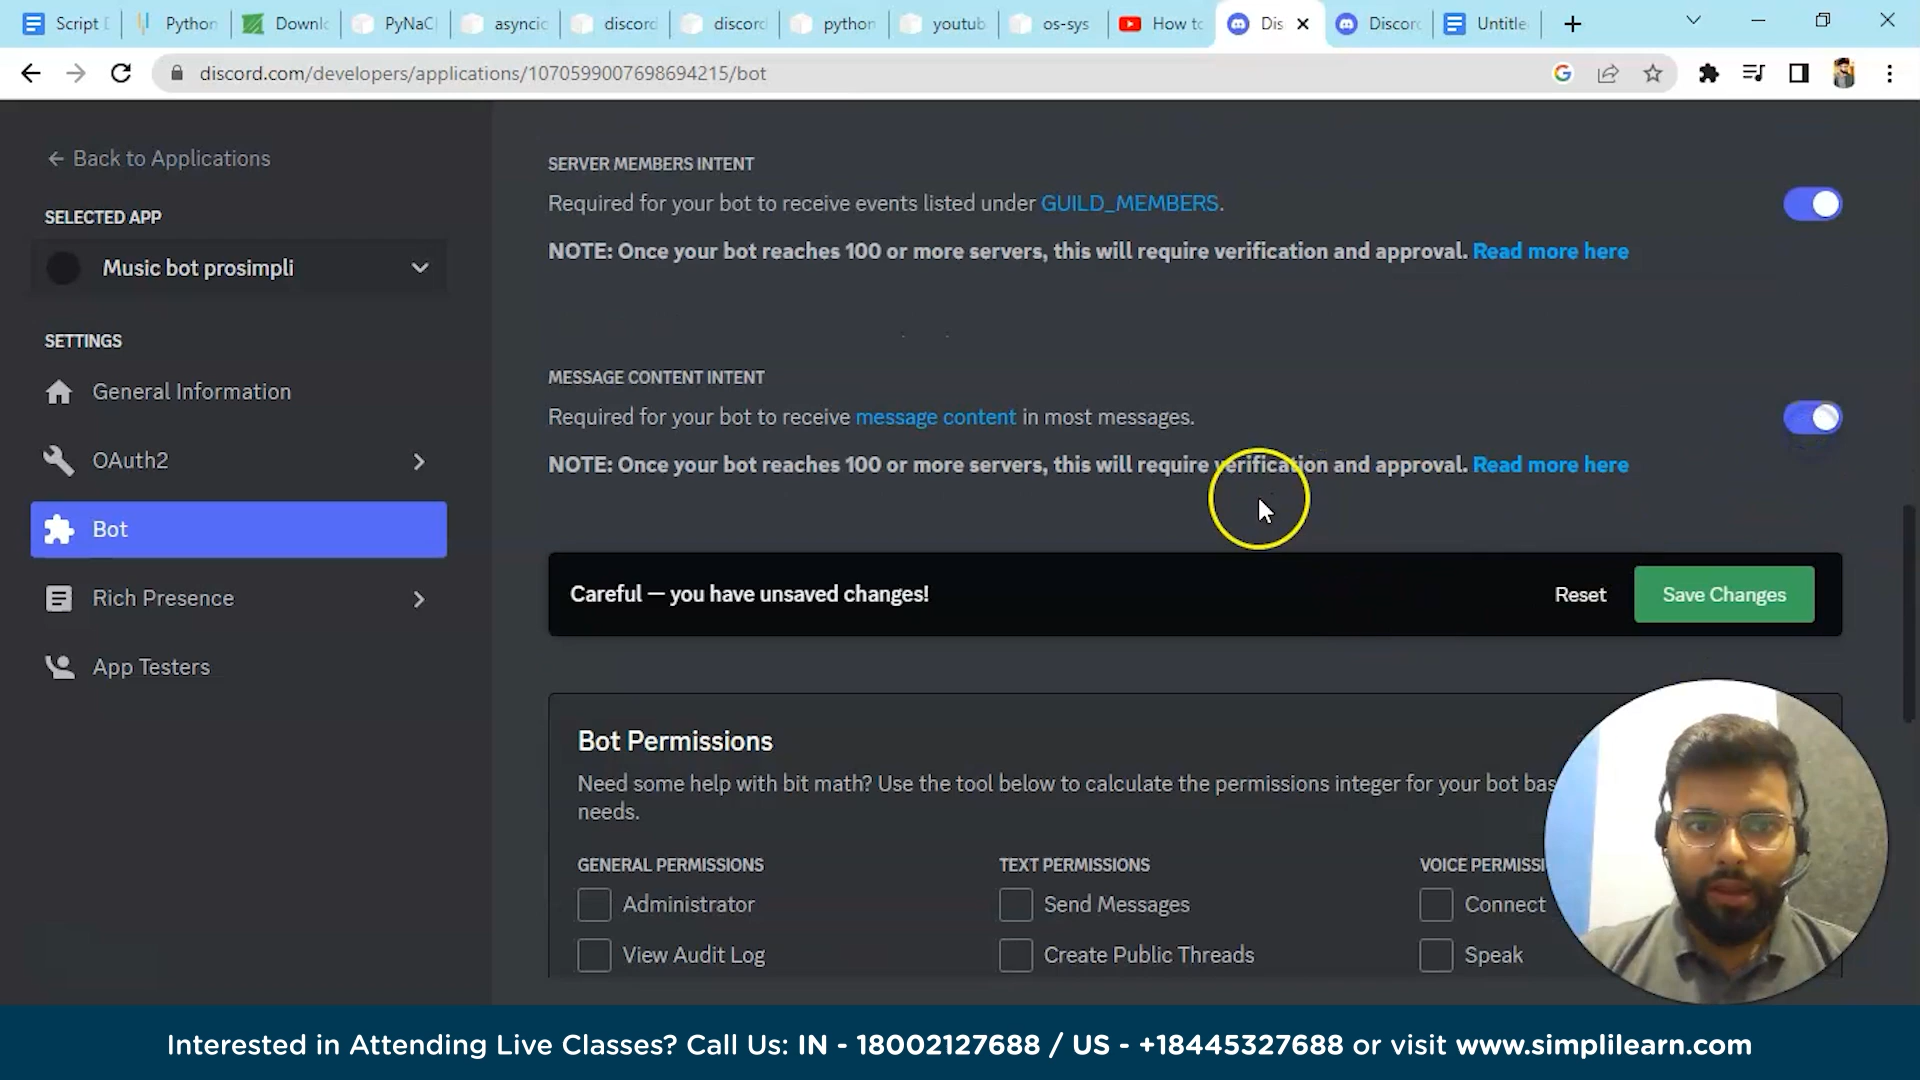 Script D
Python
Downl
PyNaCl
asyncio
discord
discord
python
youtub
os-sys
How to
Dis
Discord
Untitle
discord.com/developers/applications/1070599007698694215/bot
Back to Applications
SELECTED APP
Music bot prosimpli
SETTINGS
General Information
OAuth2
Bot
Rich Presence
App Testers
SERVER MEMBERS INTENT
Required for your bot to receive events listed under GUILD_MEMBERS.
NOTE: Once your bot reaches 100 or more servers, this will require verification and approval. Read more here
MESSAGE CONTENT INTENT
Required for your bot to receive message content in most messages.
NOTE: Once your bot reaches 100 or more servers, this will require verification and approval. Read more here
Careful — you have unsaved changes!
Reset
Save Changes
Bot Permissions
Need some help with bit math? Use the tool below to calculate the permissions integer for your bot bas
needs.
GENERAL PERMISSIONS
TEXT PERMISSIONS
VOICE PERMISSI
Administrator
Send Messages
Connect
View Audit Log
Create Public Threads
Speak
Interested in Attending Live Classes? Call Us: IN - 18002127688 / US - +18445327688 or visit www.simplilearn.com